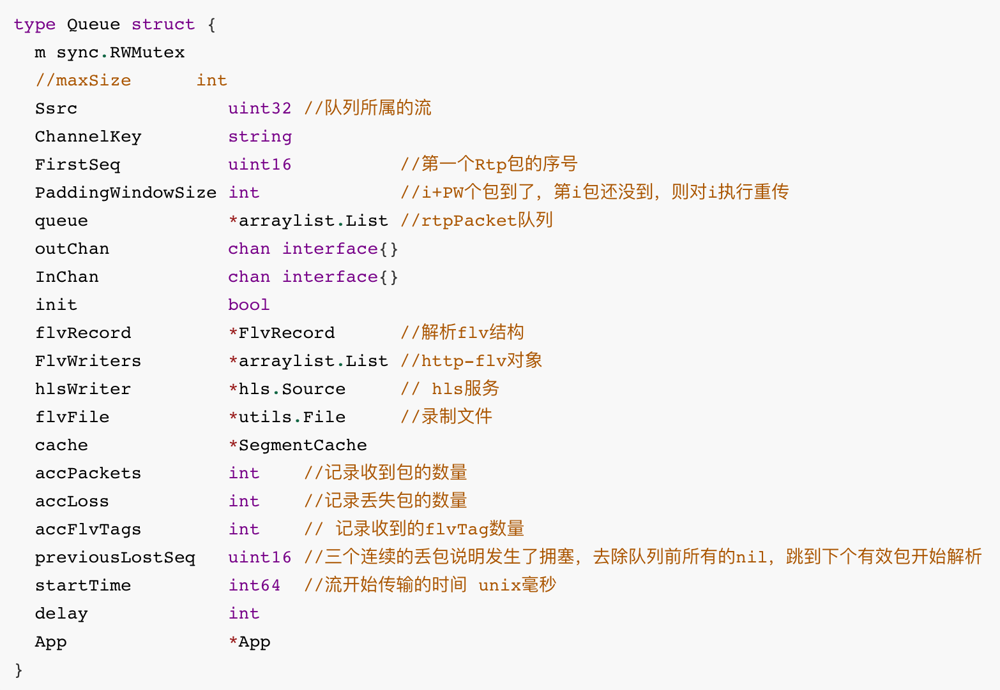 type Queue struct {
  m sync.RWMutex
  //maxSize      int
  Ssrc              uint32 //队列所属的流
  ChannelKey        string
  FirstSeq          uint16          //第一个Rtp包的序号
  PaddingWindowSize int             //i+PW个包到了，第i包还没到，则对i执行重传
  queue             *arraylist.List //rtpPacket队列
  outChan           chan interface{}
  InChan            chan interface{}
  init              bool
  flvRecord         *FlvRecord      //解析flv结构
  FlvWriters        *arraylist.List //http-flv对象
  hlsWriter         *hls.Source     // hls服务
  flvFile           *utils.File     //录制文件
  cache             *SegmentCache
  accPackets        int    //记录收到包的数量
  accLoss           int    //记录丢失包的数量
  accFlvTags        int    // 记录收到的flvTag数量
  previousLostSeq   uint16 //三个连续的丢包说明发生了拥塞，去除队列前所有的nil，跳到下个有效包开始解析
  startTime         int64  //流开始传输的时间 unix毫秒
  delay             int
  App               *App
}